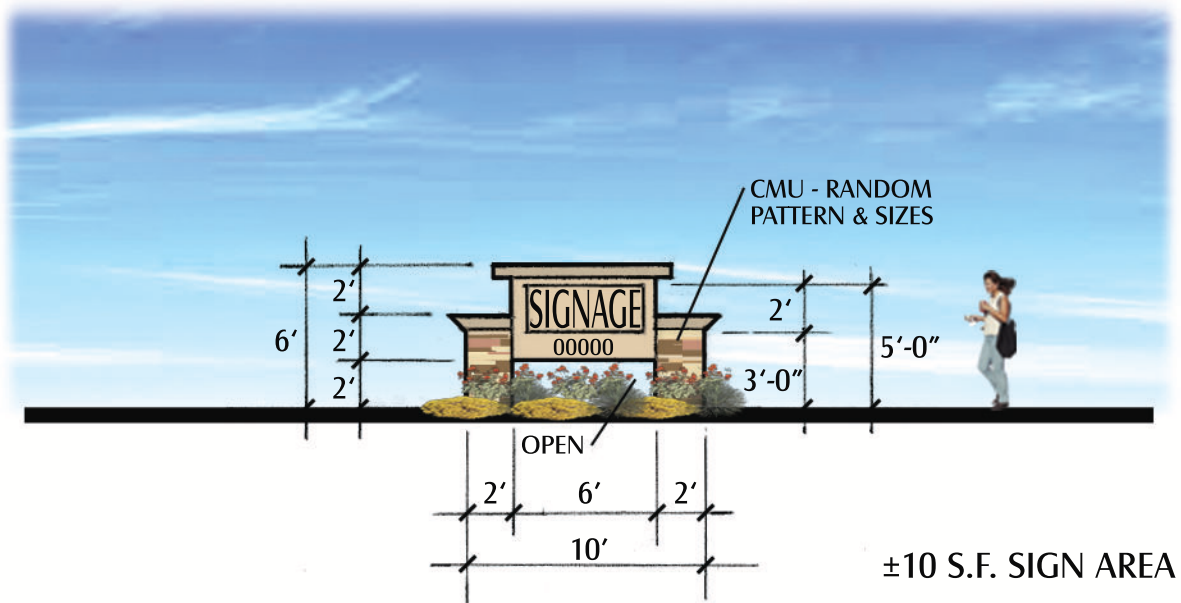 CMU - RANDOM
PATTERN & SIZES
2‘
6‘
2‘
2‘
SIGNAGE
00000
2‘
5‘-0”
3‘-0”
OPEN
2‘
6‘
2‘
10‘
±10 S.F. SIGN AREA